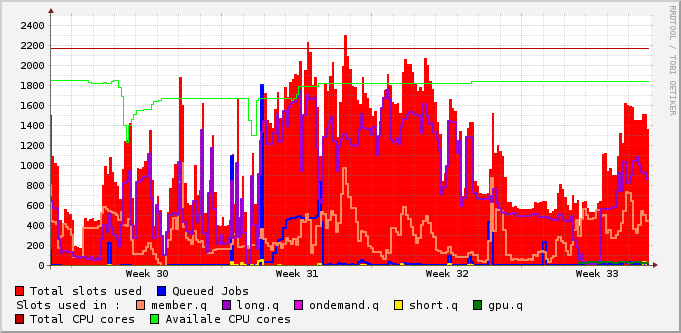 RRDTOOL / TOBI OETIKER
2400
2200
2000
1800
1600
1400
1200
1000
800
600
400
200
0
Week 30 Week 31 Week 32 Week 33
Total slots used Queued Jobs
Slots used in : member.q long.q ondemand.q short.q gpu.q
Total CPU cores Availale CPU cores